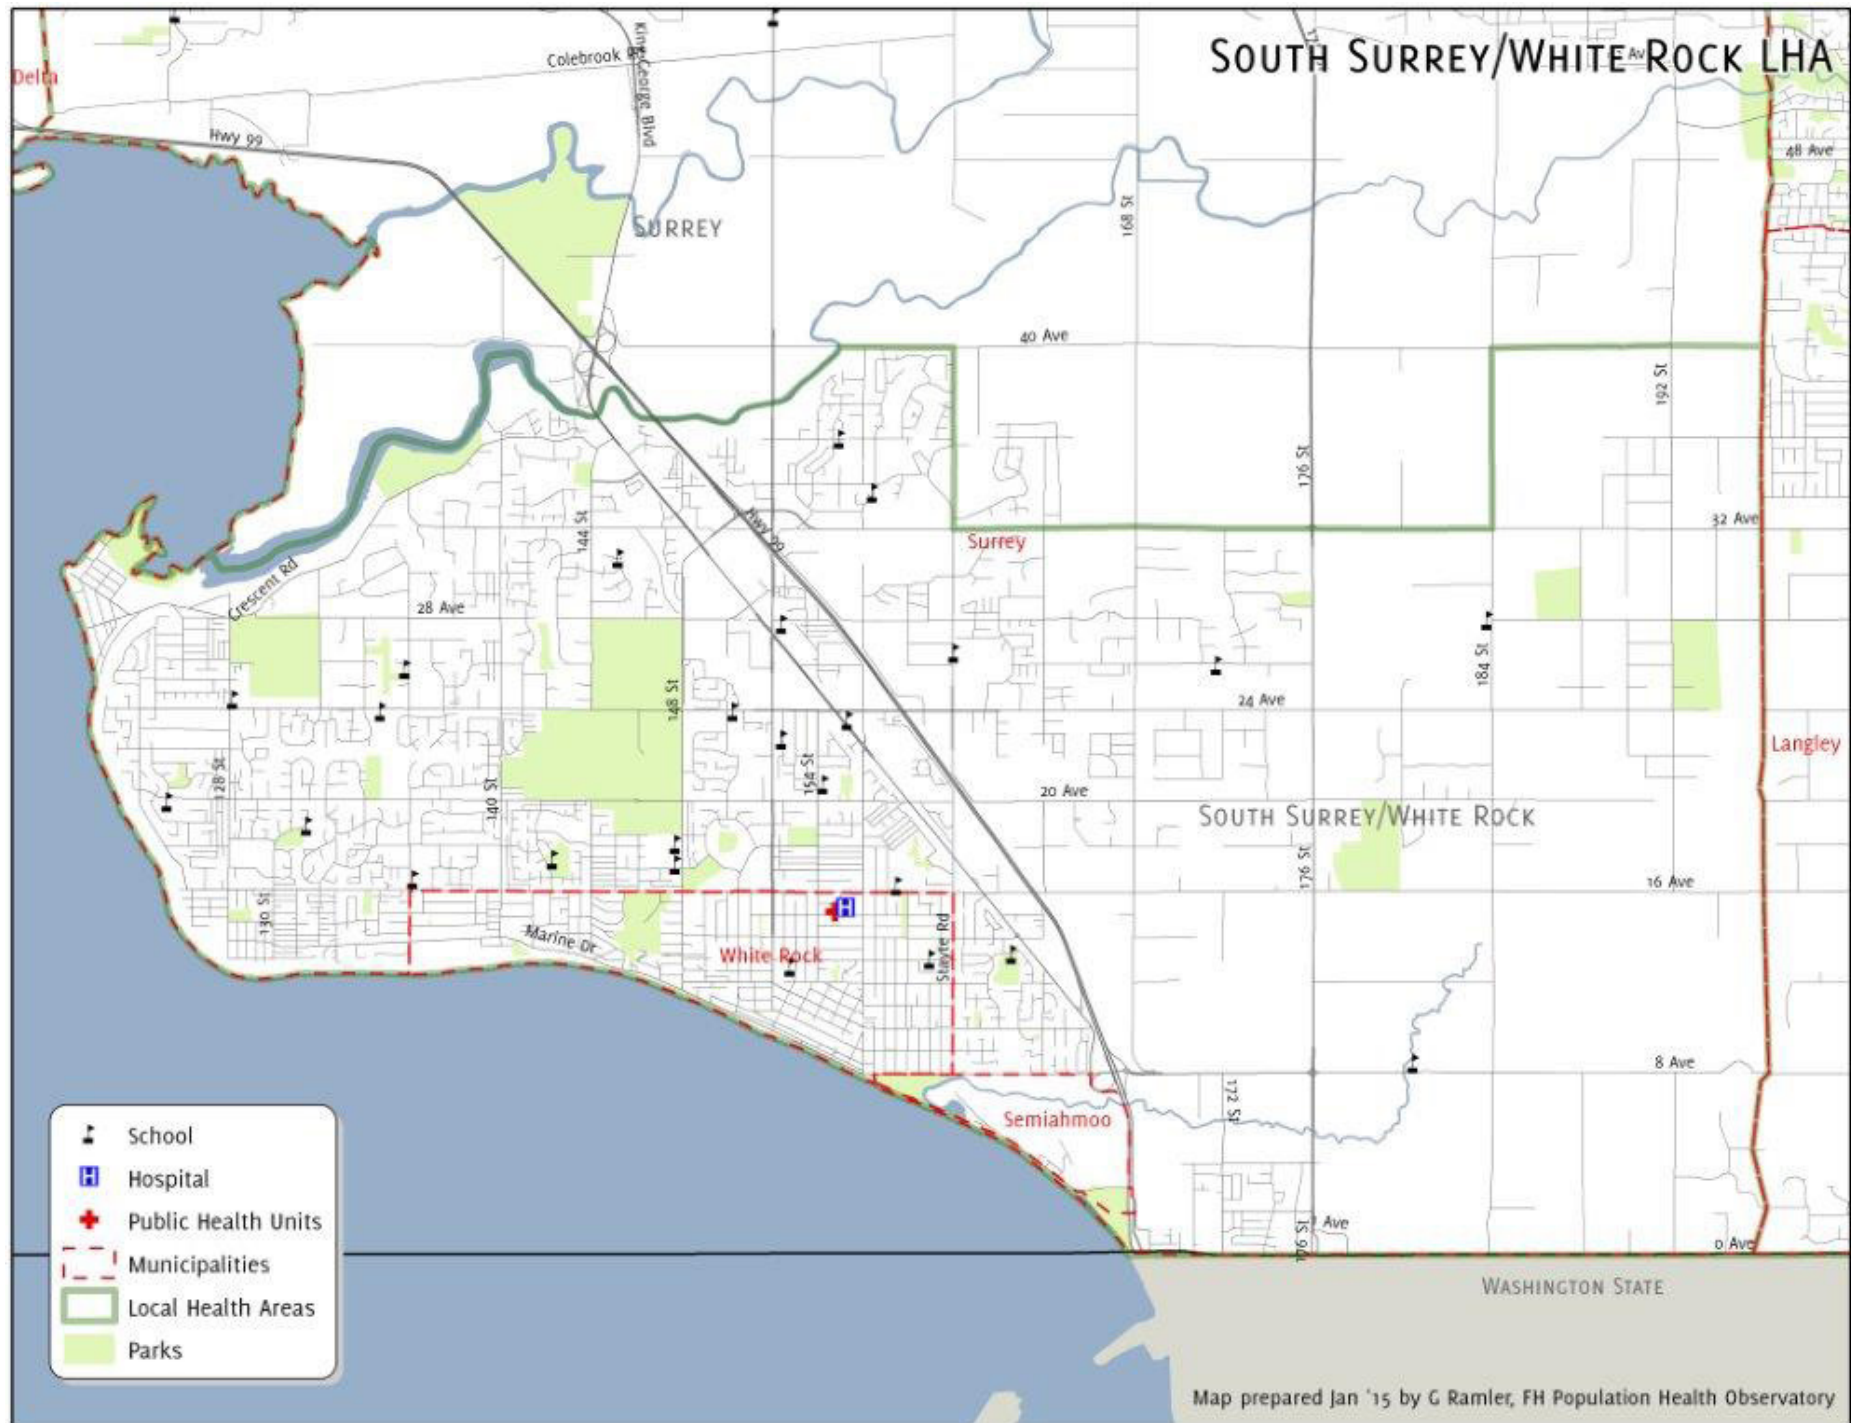 SOUTH SURREY/WHITE ROCK LHA
Delta
Colebrook
King George Blvd
Hwy 99
48 Ave
SURREY
168 St
40 Ave
192 St
176 St
32 Ave
Hwy 99
144 St
Surrey
Crescent Rd
28 Ave
184 St
148 St
24 Ave
Langley
128 St
154 St
140 St
20 Ave
SOUTH SURREY/WHITE ROCK
176 St
16 Ave
130 St
Marine Dr
White Rock
Stayte Rd
H
8 Ave
172 St
Semiahmoo
176 St
Ave
0 Ave
WASHINGTON STATE
School
H Hospital
Public Health Units
Municipalities
Local Health Areas
Parks
Map prepared Jan '15 by G Ramler, FH Population Health Observatory